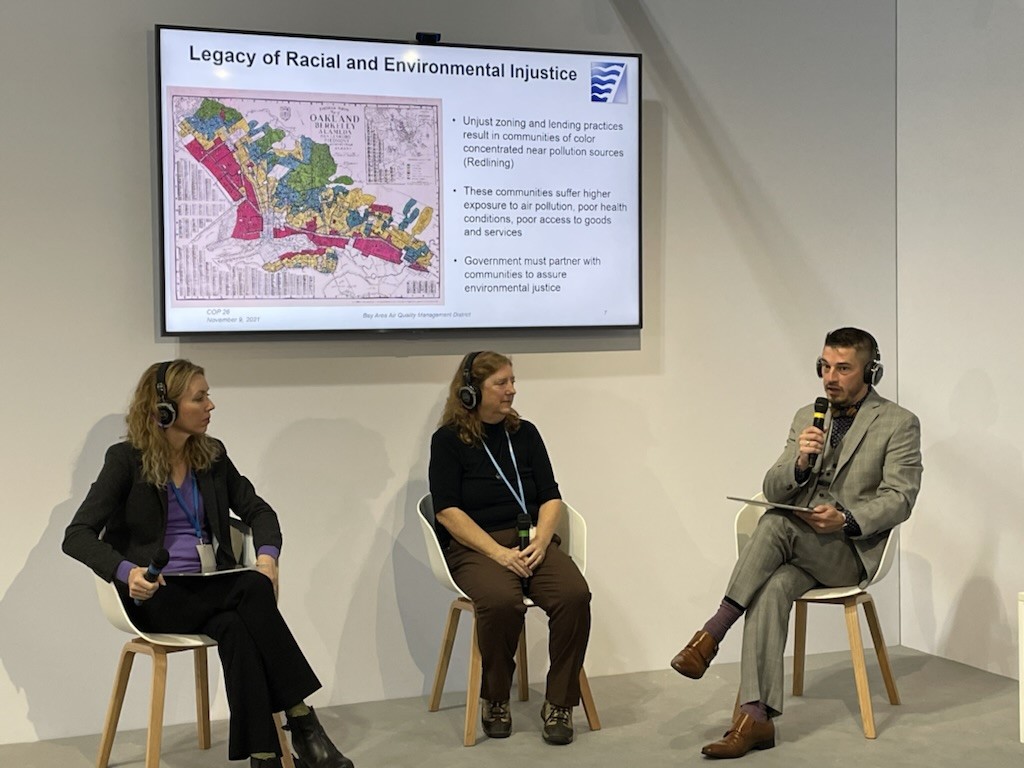 Legacy of Racial and Environmental Injustice
OAKLAND
BERKELEY
ALAMEDA
• Unjust zoning and lending practices
result in communities of color
concentrated near pollution sources
(Redlining)
• These communities suffer higher
exposure to air pollution, poor health
conditions, poor access to goods
and services
• Government must partner with
communities to assure
environmental justice
COP 26
November 9, 2021
Bay Area Air Quality Management District
7